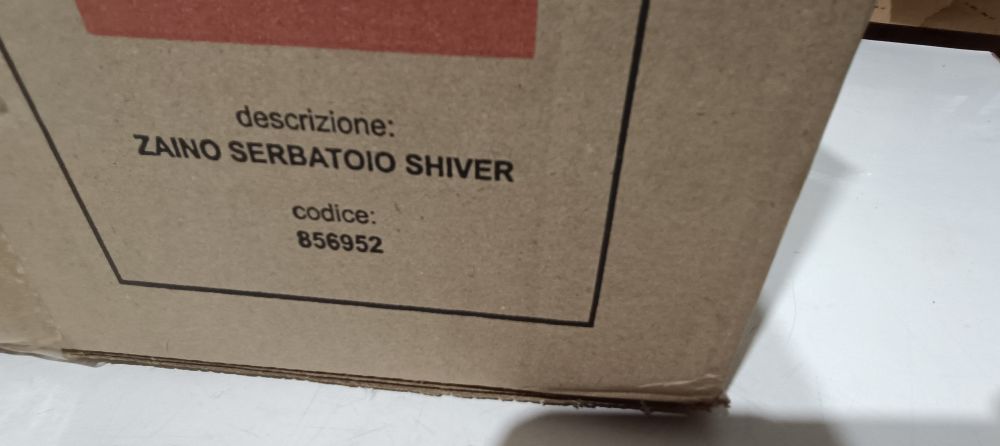 descrizione:
ZAINO SERBATOIO SHIVER
codice:
856952